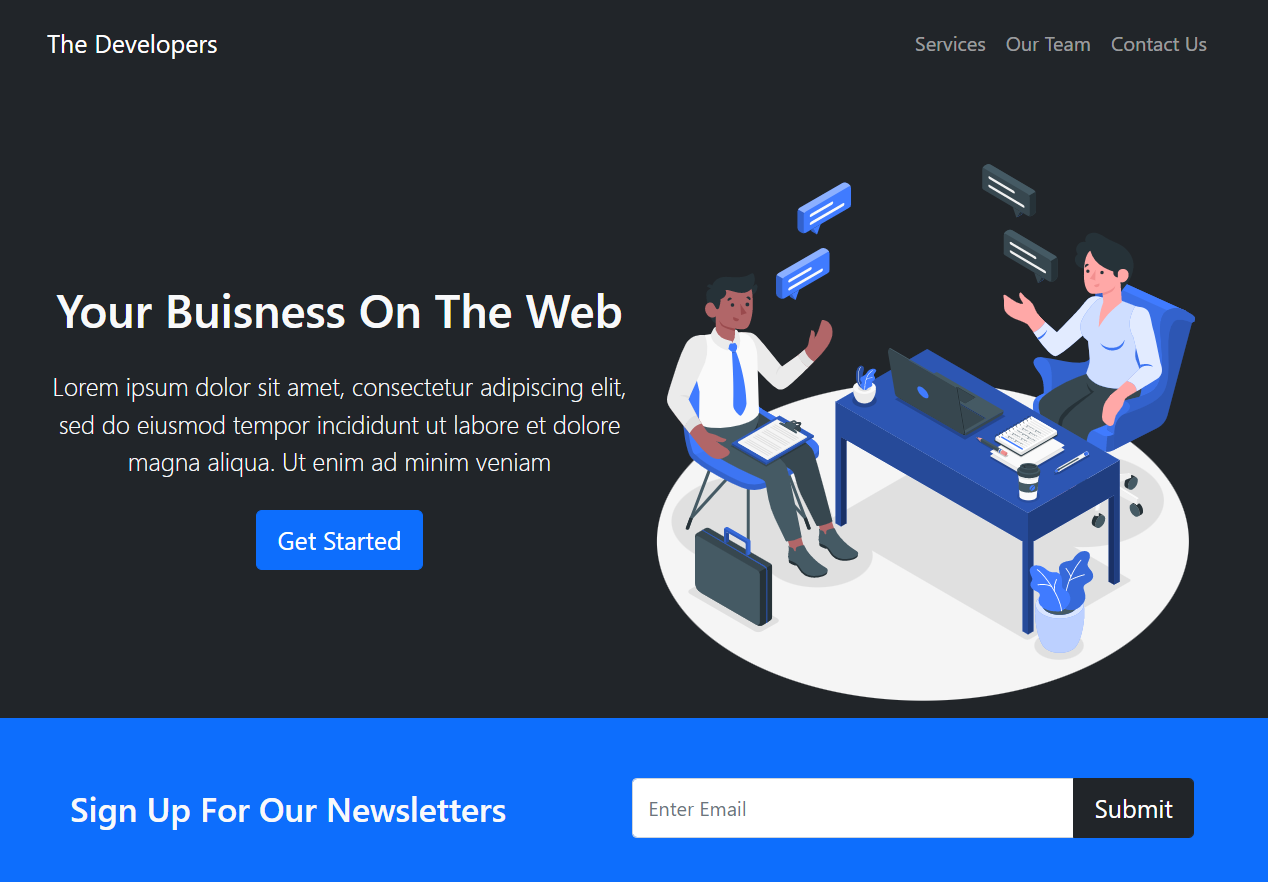 The Developers
Services Our Team Contact Us
Your Buisness On The Web
Lorem ipsum dolor sit amet, consectetur adipiscing elit,
sed do eiusmod tempor incididunt ut labore et dolore
magna aliqua. Ut enim ad minim veniam
Get Started
Sign Up For Our Newsletters
Enter Email
Submit